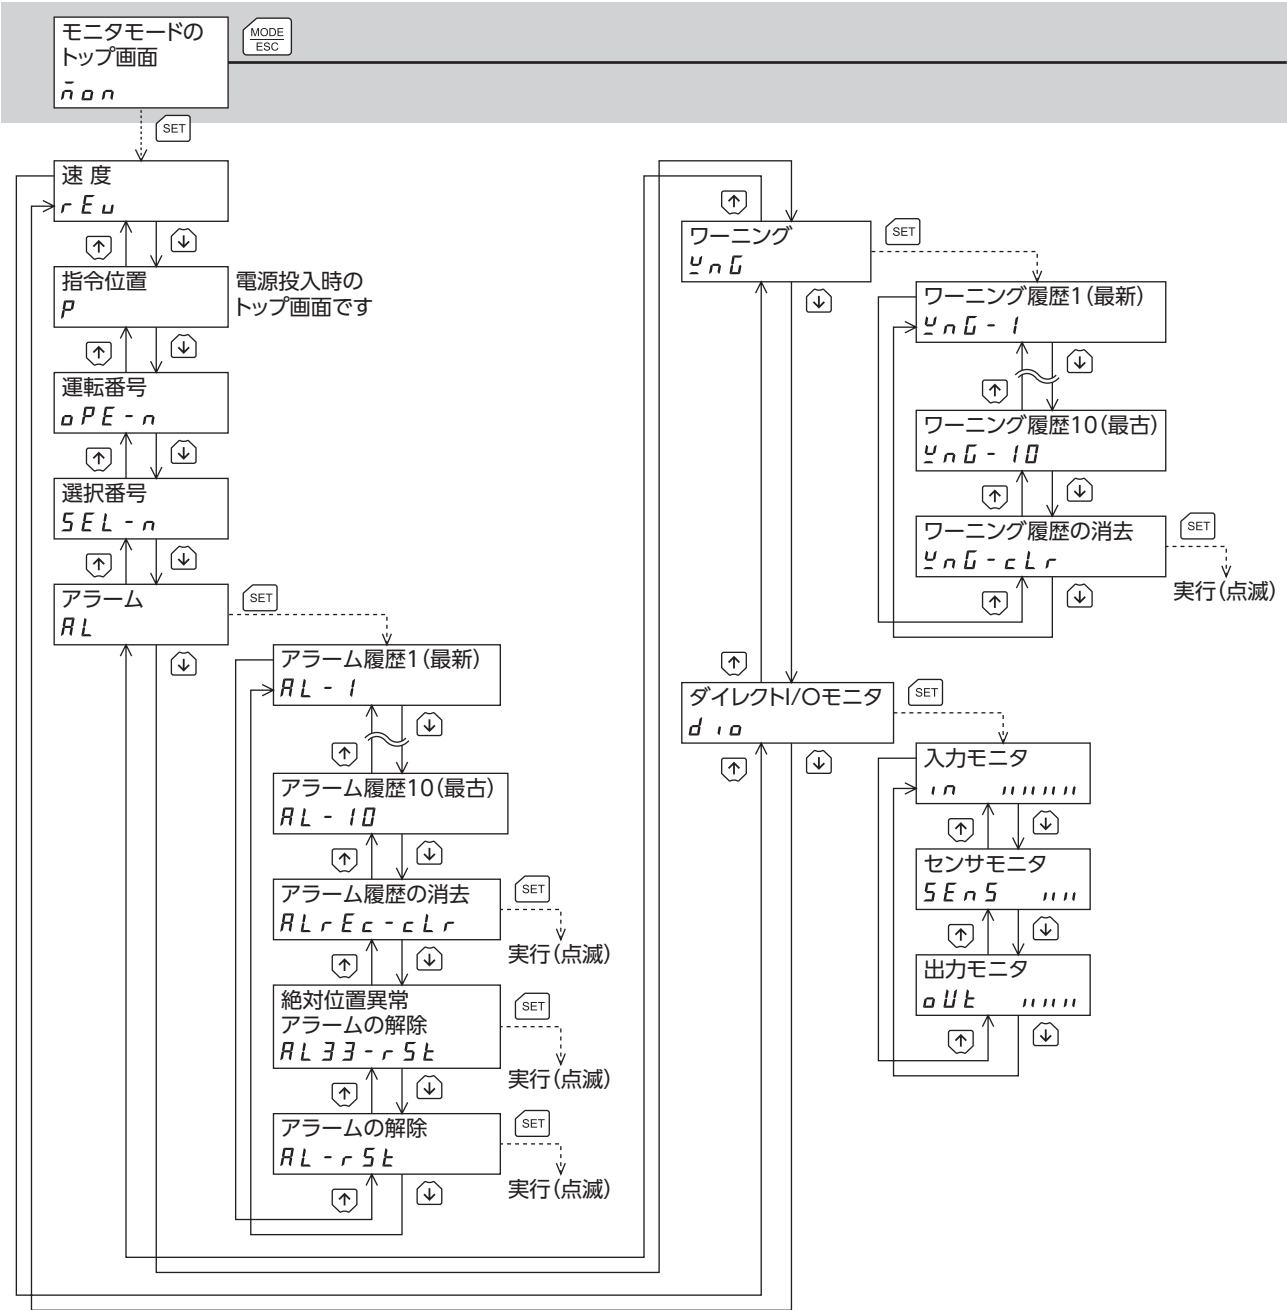 モニタモードの
トップ画面
mon
MODE
ESC
SET
速 度
rEv
指令位置
P
電源投入時の
トップ画面です
運転番号
oPE-n
選択番号
SEL-n
アラーム
AL
SET
アラーム履歴1(最新)
AL-1
アラーム履歴10(最古)
AL-10
アラーム履歴の消去
ALrEc-cLr
SET
実行(点滅)
絶対位置異常
アラームの解除
AL33-rSt
SET
実行(点滅)
アラームの解除
AL-rSt
SET
実行(点滅)
ワーニング
WnG
SET
ワーニング履歴1(最新)
WnG-1
ワーニング履歴10(最古)
WnG-10
ワーニング履歴の消去
WnG-cLr
SET
実行(点滅)
ダイレクトI/Oモニタ
dio
SET
入力モニタ
in
センサモニタ
SEnS
出力モニタ
oUt